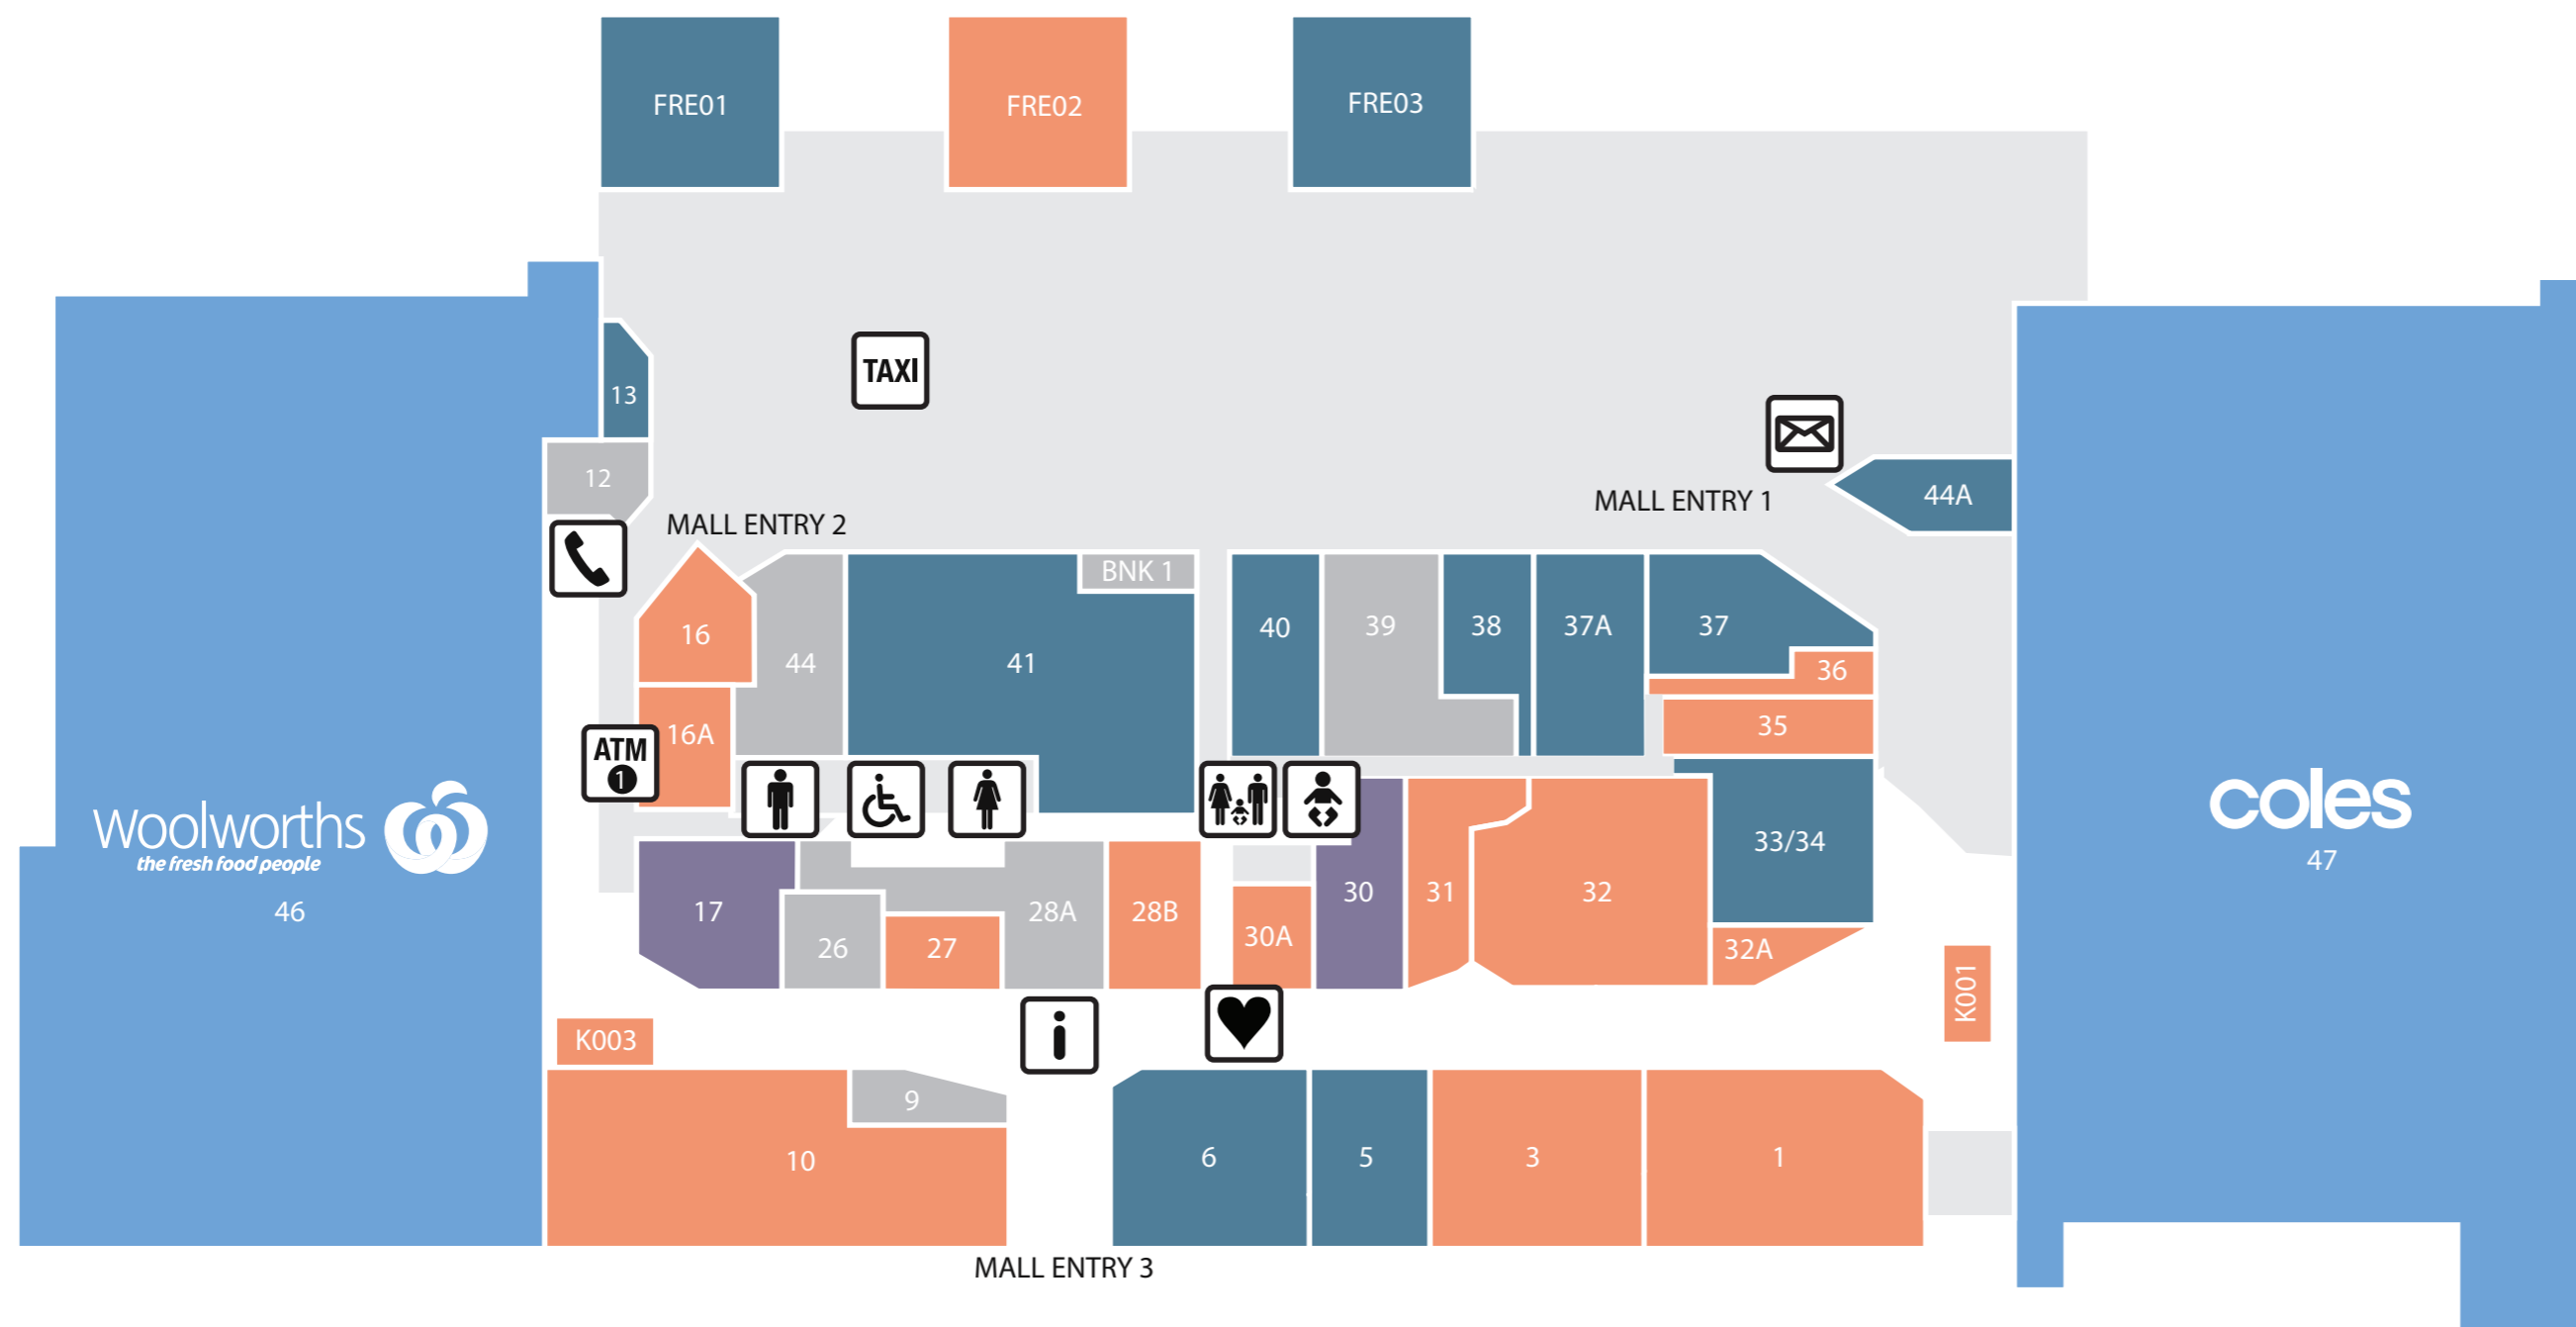 FRE01
FRE02
FRE03
TAXI
13
12
MALL ENTRY 2
MALL ENTRY 1
44A
BNK 1
16
44
41
40
39
38
37A
37
36
35
16A
ATM
1
33/34
Woolworths
the fresh food people
46
coles
47
17
26
27
28A
28B
30A
30
31
32
32A
K001
K003
i
9
10
6
5
3
1
MALL ENTRY 3